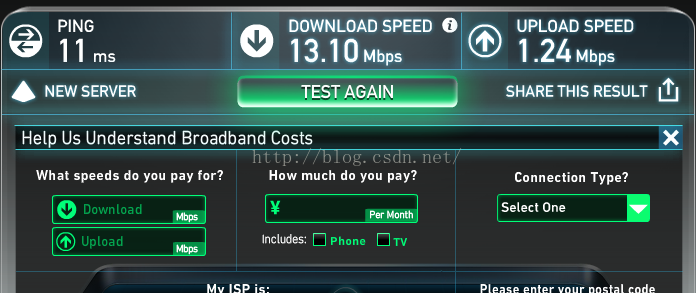 PING
11 ms
DOWNLOAD SPEED
13.10 Mbps
UPLOAD SPEED
1.24 Mbps
NEW SERVER
TEST AGAIN
SHARE THIS RESULT
Help Us Understand Broadband Costs
http://blog.csdn.net/
What speeds do you pay for?
Download Mbps
Upload Mbps
How much do you pay?
¥ Per Month
Includes: Phone TV
Connection Type?
Select One
My ISP is:
Please enter your postal code